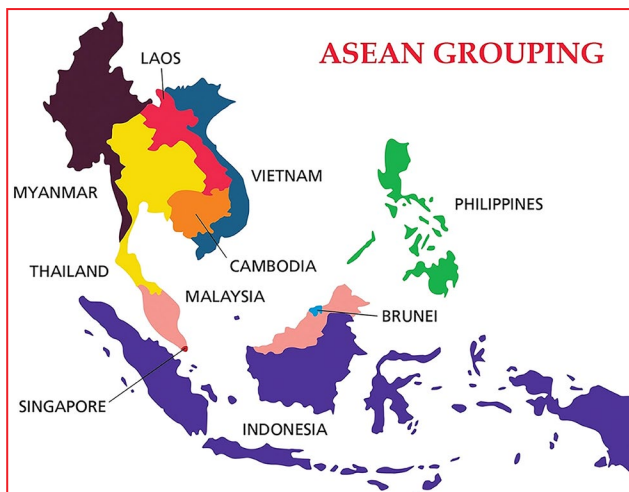 ASEAN GROUPING
LAOS
MYANMAR
VIETNAM
PHILIPPINES
THAILAND
CAMBODIA
MALAYSIA
BRUNEI
SINGAPORE
INDONESIA